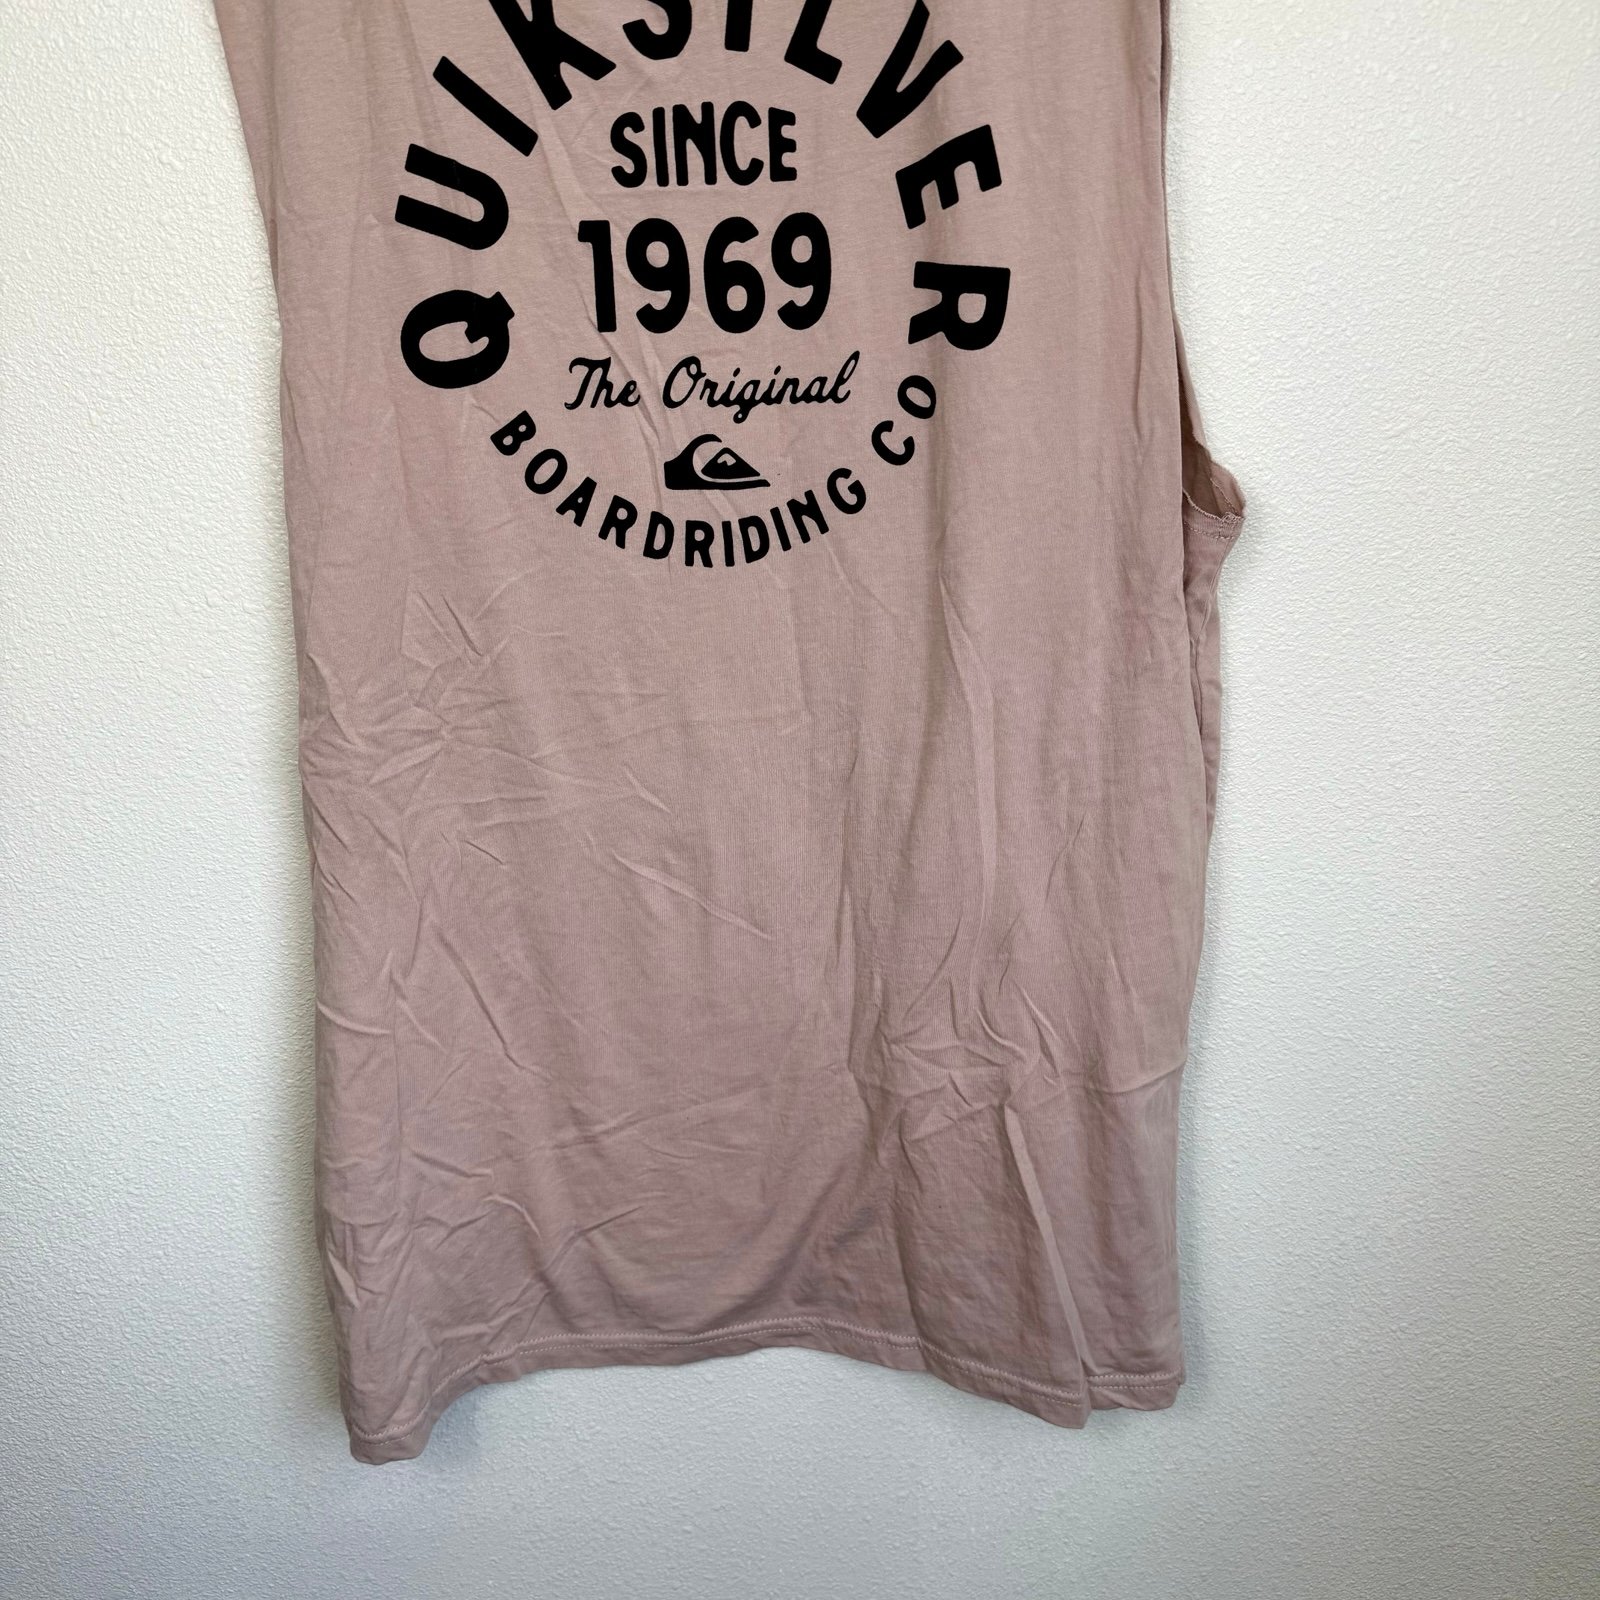 QUIKSILVER
SINCE
1969
The Original
BOARDRIDING CO